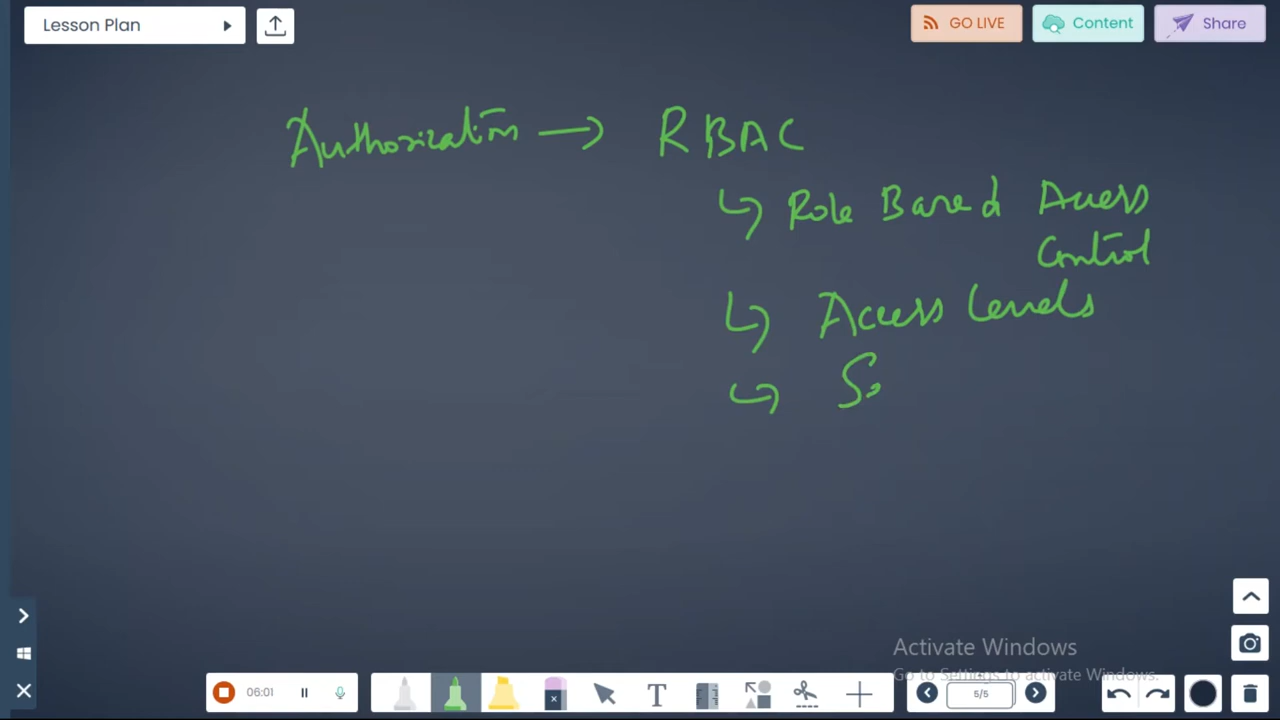 Lesson Plan
GO LIVE
Content
Share
Authorization → RBAC
↳ Role Based Access
Control
↳ Access Levels
↳ S
Activate Windows
Go to Settings to activate Windows.
06:01
T
5/5